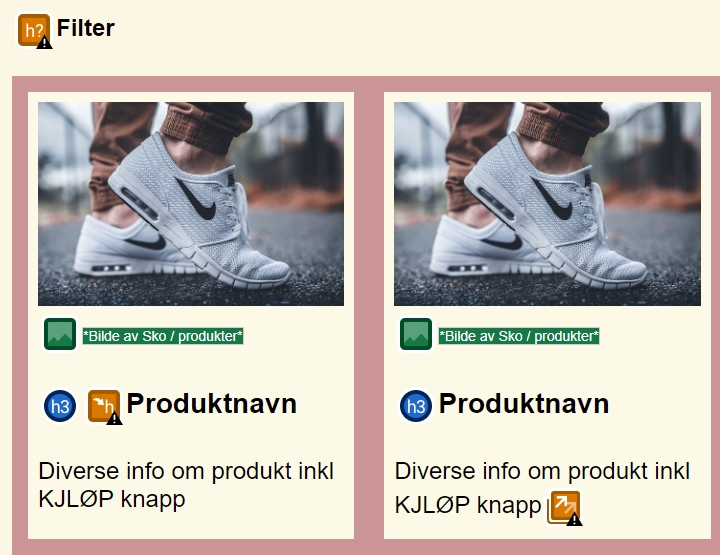 h? Filter
*Bilde av Sko / produkter*
h3 h Produktnavn
Diverse info om produkt inkl
KJLØP knapp
*Bilde av Sko / produkter*
h3 Produktnavn
Diverse info om produkt inkl
KJLØP knapp